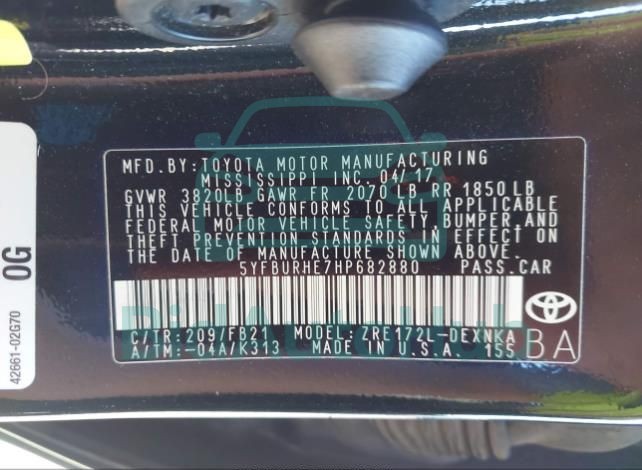 MFD.BY:TOYOTA MOTOR MANUFACTURING
MISSISSIPPI INC. 04/17
GVWR 3820LB GAWR FR 2070 LB RR 1850LB
THIS VEHICLE CONFORMS TO ALL APPLICABLE
FEDERAL MOTOR VEHICLE SAFETY, BUMPER, AND
THEFT PREVENTION STANDARDS IN EFFECT ON
THE DATE OF MANUFACTURE SHOWN ABOVE.
5YFBURHE7HP682880 PASS.CAR
C/TR:209/FB21 MODEL:ZRE172L-DEXNKA
A/TM:-04A/K313 MADE IN U.S.A. 155
BA
0G
42661-02G70